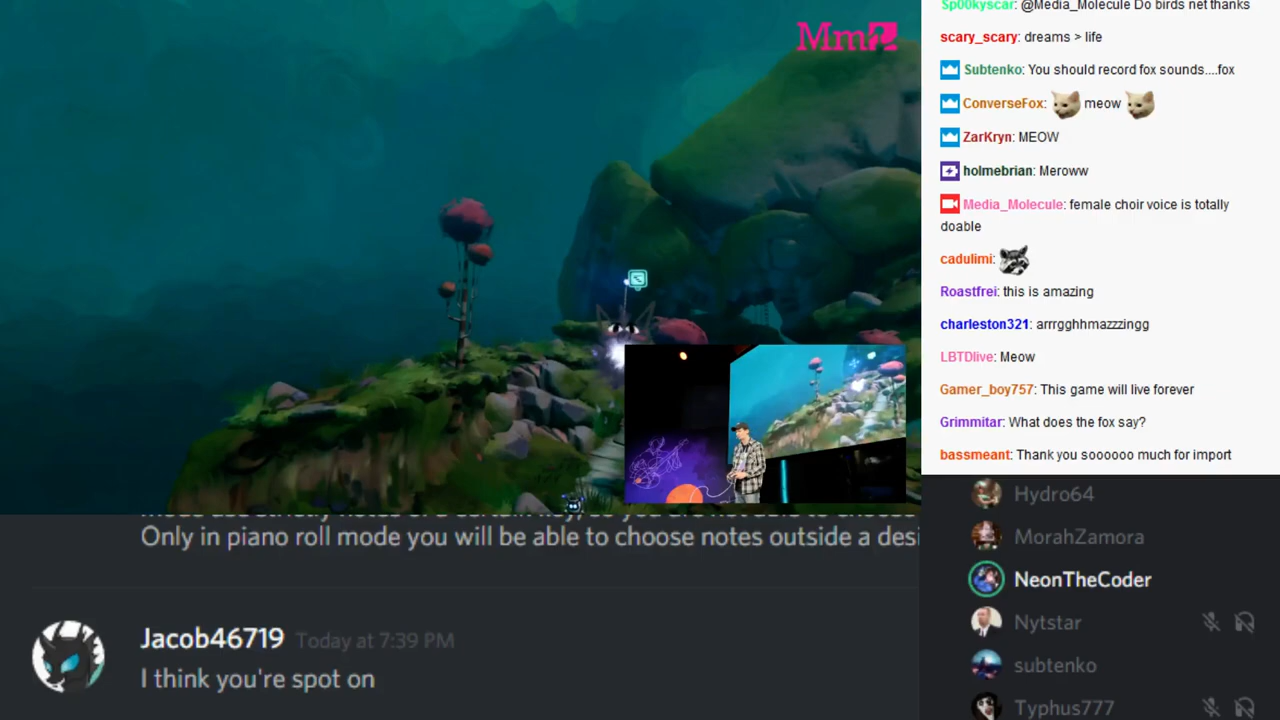 Mm
Sp00kyscar: @Media_Molecule Do birds net thanks
scary_scary: dreams > life
Subtenko: You should record fox sounds....fox
ConverseFox: meow
ZarKryn: MEOW
holmebrian: Meroww
Media_Molecule: female choir voice is totally
doable
cadulimi:
Roastfrei: this is amazing
charleston321: arrrgghhmazzzingg
LBTDlive: Meow
Gamer_boy757: This game will live forever
Grimmitar: What does the fox say?
bassmeant: Thank you soooooo much for import
Only in piano roll mode you will be able to choose notes outside a desi
Jacob46719 Today at 7:39 PM
I think you're spot on
Hydro64
MorahZamora
NeonTheCoder
Nytstar
subtenko
Typhus777